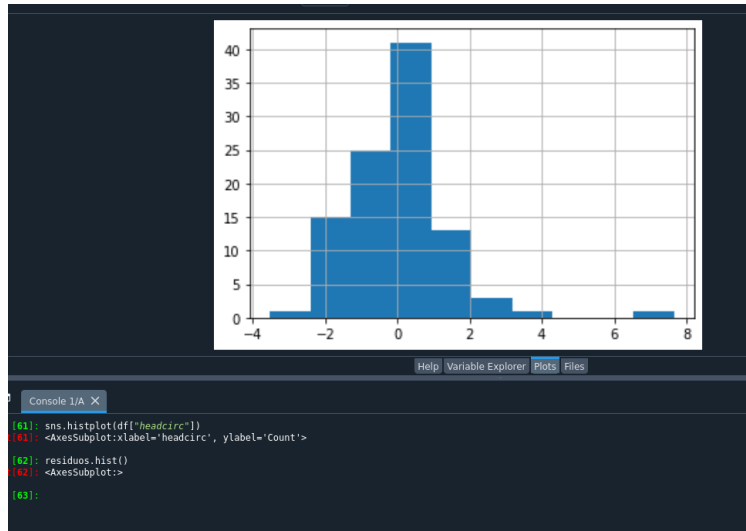 40
35
30
25
20
15
10
5
0
−4 −2 0 2 4 6 8
Help Variable Explorer Plots Files
Console 1/A
[61]: sns.histplot(df["headcirc"])
[61]: <AxesSubplot:xlabel='headcirc', ylabel='Count'>
[62]: residuos.hist()
[62]: <AxesSubplot:>
[63]: